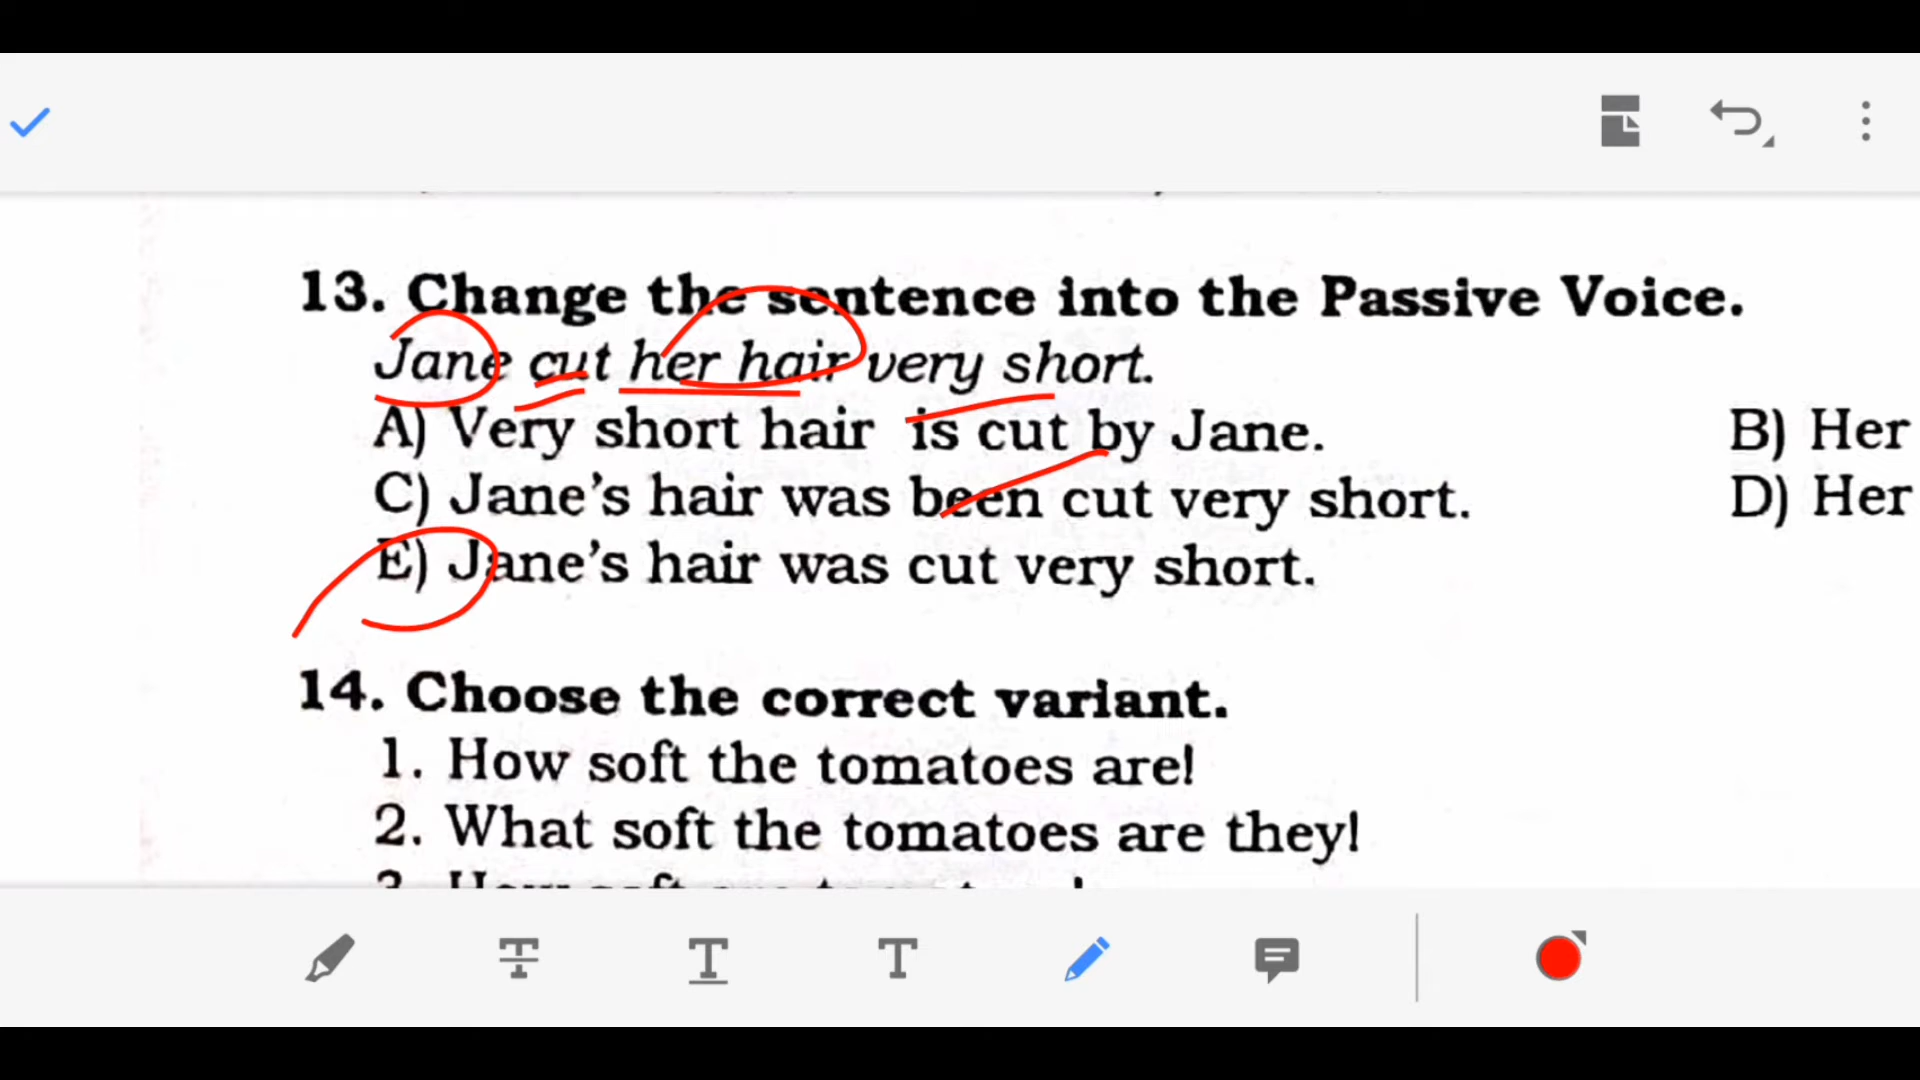 13. Change the sentence into the Passive Voice.
Jane cut her hair very short.
A) Very short hair is cut by Jane.
B) Her
C) Jane's hair was been cut very short.
D) Her
E) Jane's hair was cut very short.
14. Choose the correct variant.
1. How soft the tomatoes are!
2. What soft the tomatoes are they!